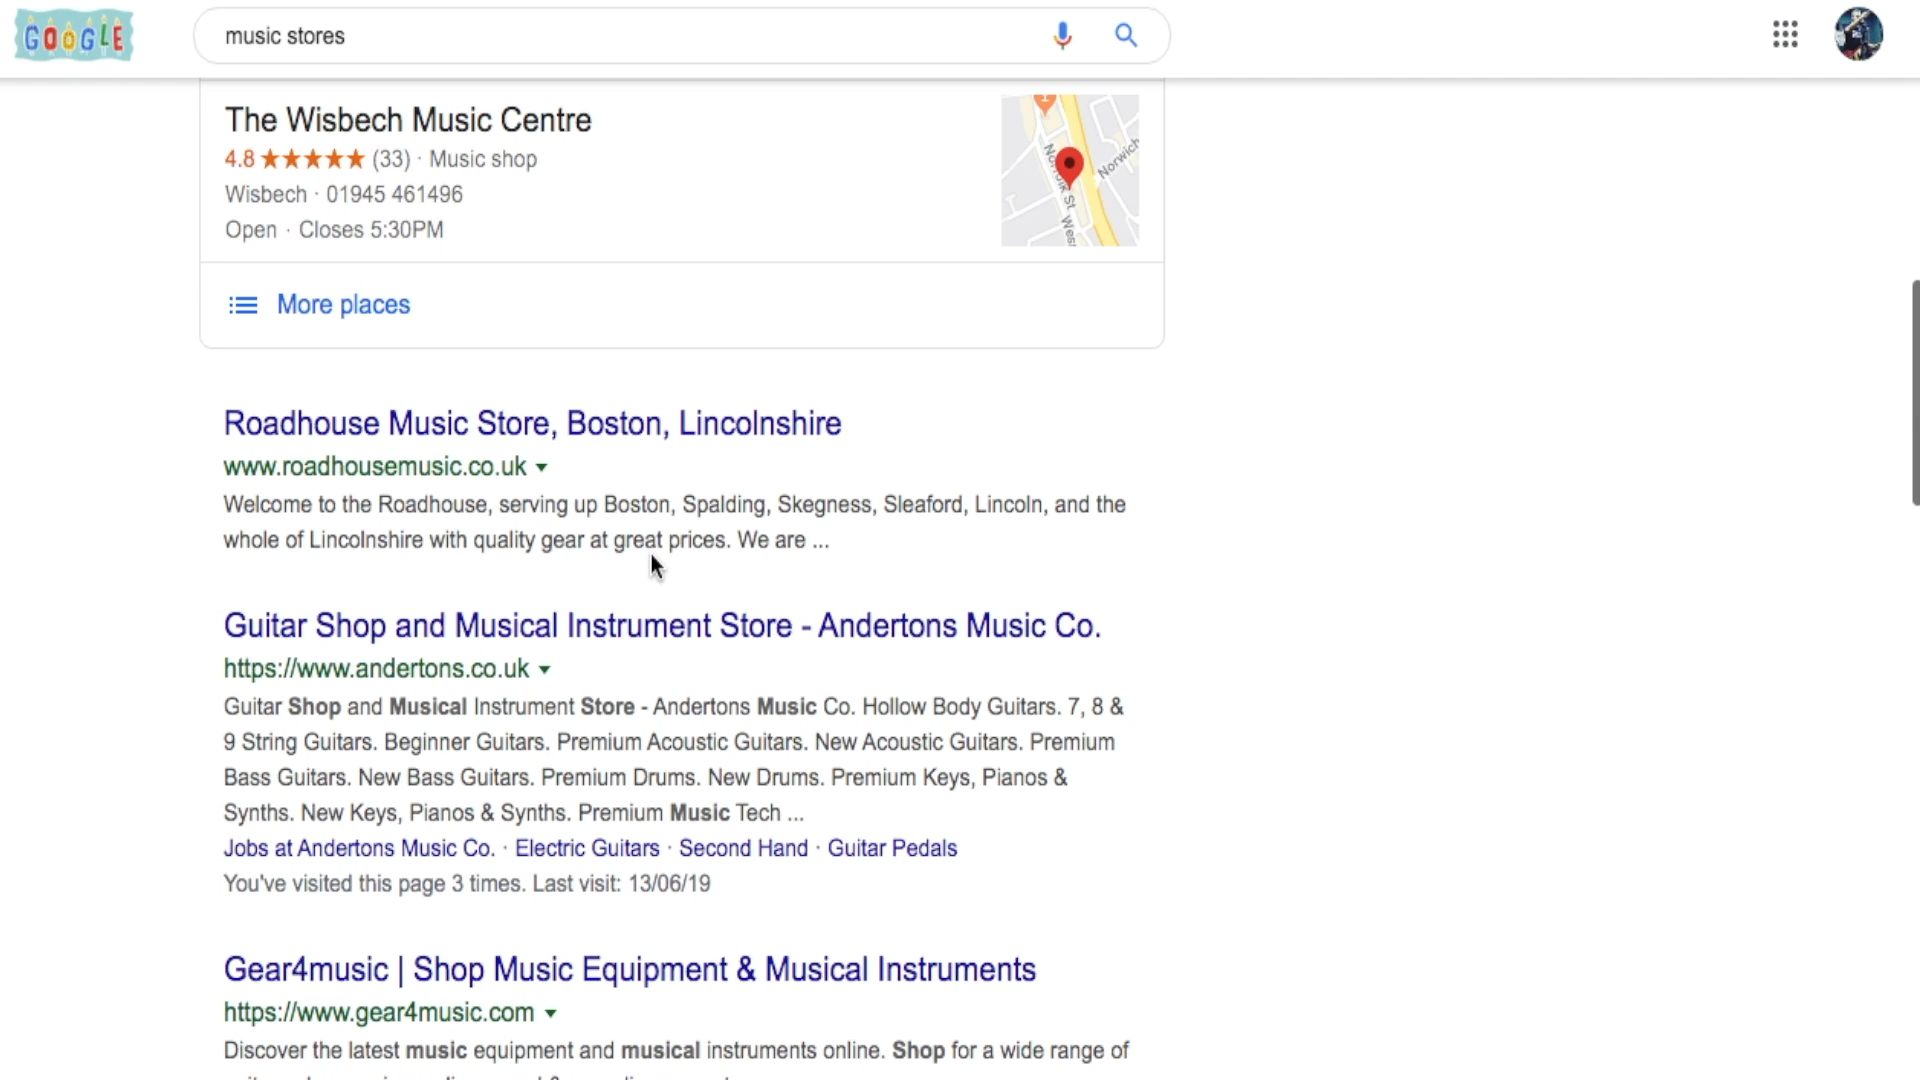 GOOGLE
music stores
The Wisbech Music Centre
4.8 ★★★★★ (33) · Music shop
Wisbech · 01945 461496
Open · Closes 5:30PM
Norfolk St
Norwich
More places
Roadhouse Music Store, Boston, Lincolnshire
www.roadhousemusic.co.uk
Welcome to the Roadhouse, serving up Boston, Spalding, Skegness, Sleaford, Lincoln, and the
whole of Lincolnshire with quality gear at great prices. We are ...
Guitar Shop and Musical Instrument Store - Andertons Music Co.
https://www.andertons.co.uk
Guitar Shop and Musical Instrument Store - Andertons Music Co. Hollow Body Guitars. 7, 8 &
9 String Guitars. Beginner Guitars. Premium Acoustic Guitars. New Acoustic Guitars. Premium
Bass Guitars. New Bass Guitars. Premium Drums. New Drums. Premium Keys, Pianos &
Synths. New Keys, Pianos & Synths. Premium Music Tech ...
Jobs at Andertons Music Co. · Electric Guitars · Second Hand · Guitar Pedals
You've visited this page 3 times. Last visit: 13/06/19
Gear4music | Shop Music Equipment & Musical Instruments
https://www.gear4music.com
Discover the latest music equipment and musical instruments online. Shop for a wide range of